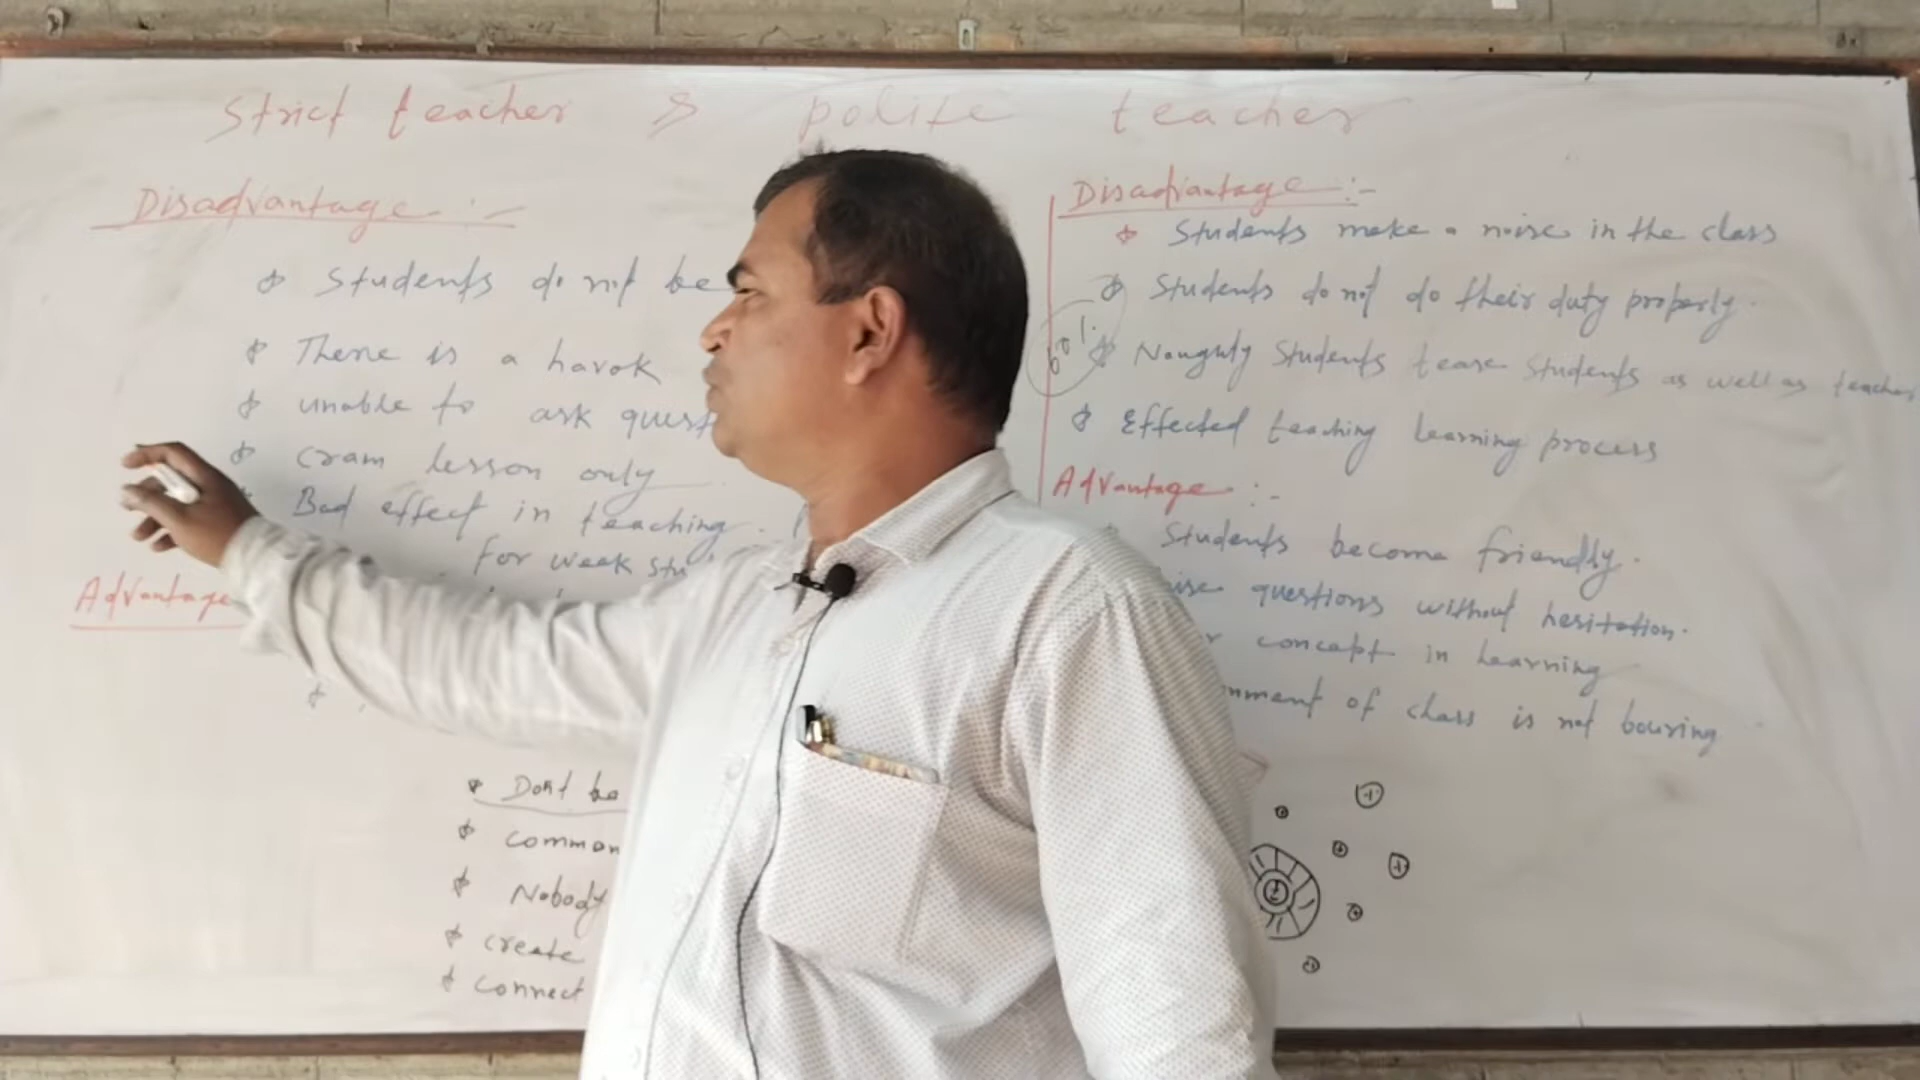 Strict teacher & polite teacher
Disadvantage :-
Students do not be
There is a havok
unable to ask quest
cram lesson only
Bad effect in teaching.
For weak stu
Advantage
Dont be
common
Nobody
create
connect
Disadvantage :-
Students make a noise in the class
Students do not do their duty properly.
60%
Noughty students tease students as well as teacher
Effected teaching learning process
Advantage :-
Students become friendly.
questions without hesitation.
concept in learning
nment of class is not bouring